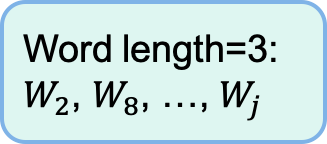 Word length=3:
W₂, W₈, ..., Wⱼ